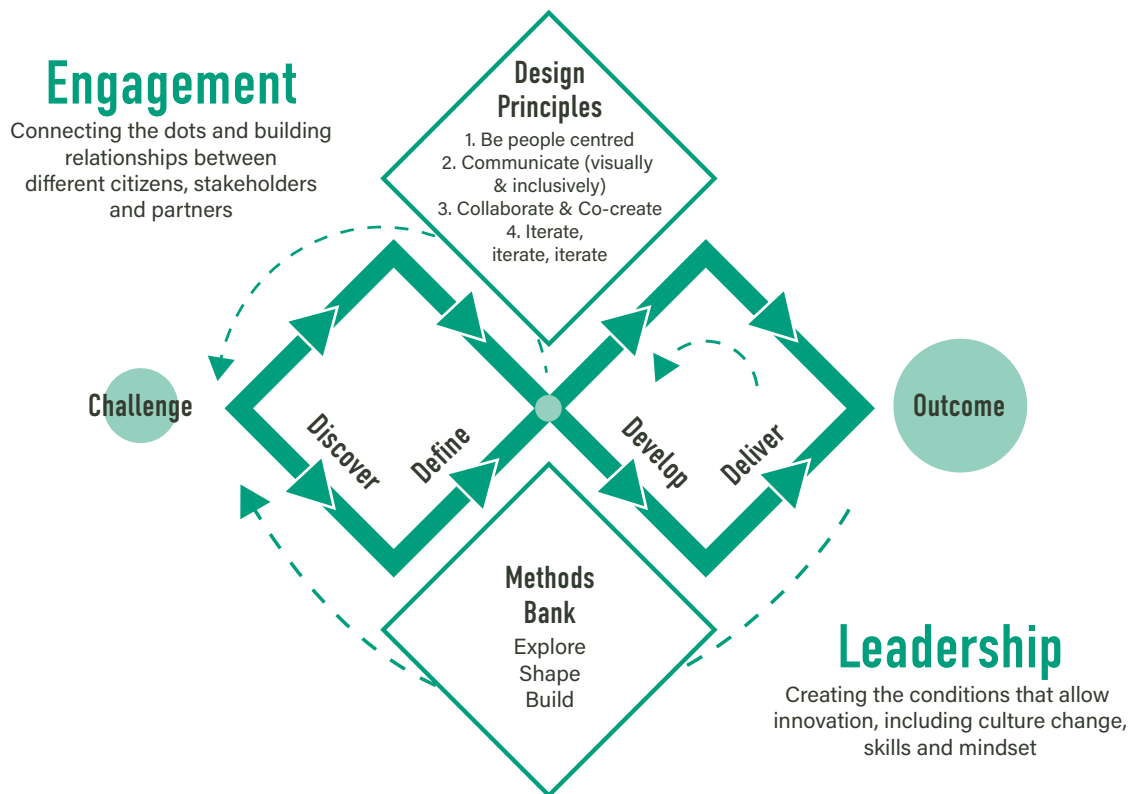 Engagement
Connecting the dots and building
relationships between
different citizens, stakeholders
and partners
Design
Principles
1. Be people centred
2. Communicate (visually
& inclusively)
3. Collaborate & Co-create
4. Iterate,
iterate, iterate
Challenge
Discover
Define
Develop
Deliver
Outcome
Methods
Bank
Explore
Shape
Build
Leadership
Creating the conditions that allow
innovation, including culture change,
skills and mindset